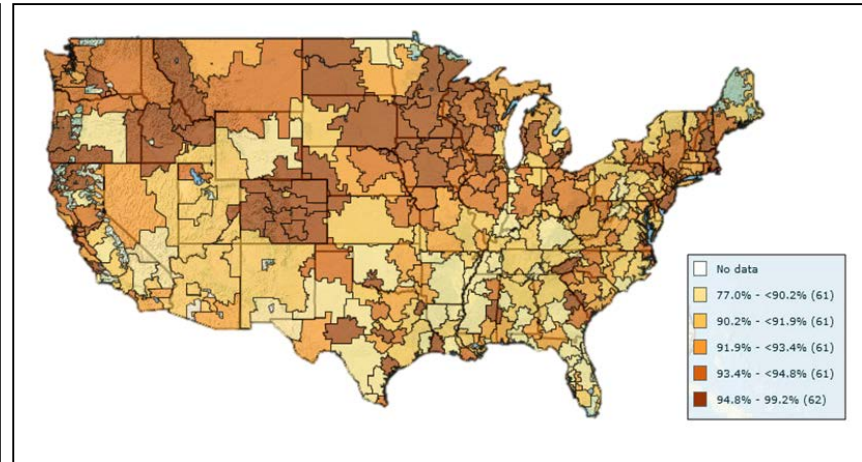 No data
77.0% - <90.2% (61)
90.2% - <91.9% (61)
91.9% - <93.4% (61)
93.4% - <94.8% (61)
94.8% - 99.2% (62)